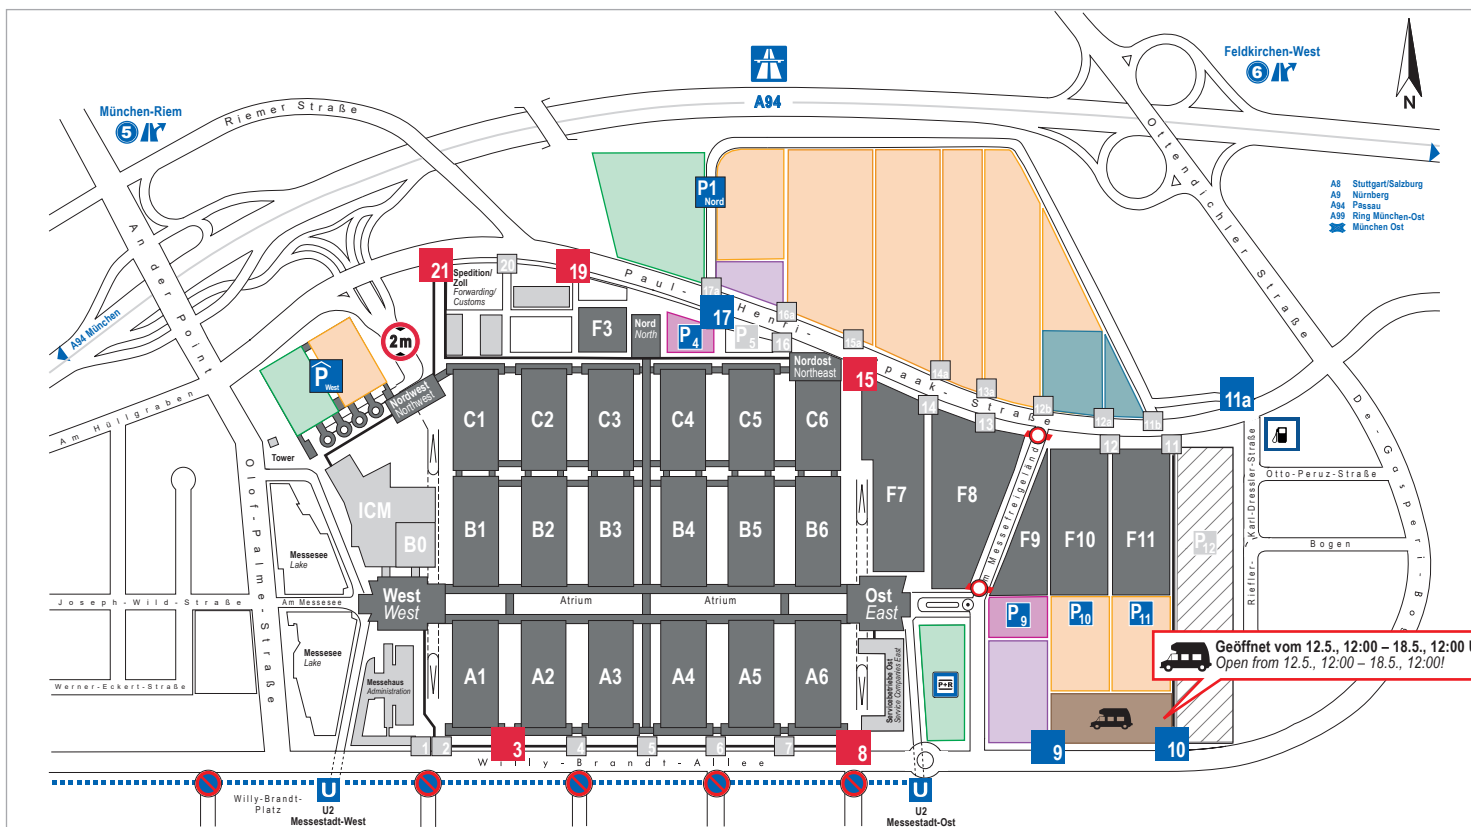 Feldkirchen-West
6
A94
N
München-Riem
5
Riemer Straße
Ottendichler Straße
A8 Stuttgart/Salzburg
A9 Nürnberg
A94 Passau
A99 Ring München-Ost
München Ost
An der Point
P1
Nord
21
20
19
Spedition/
Zoll
Forwarding/
Customs
Paul-Henri-Spaak-Straße
17a
17
16a
16
15a
15
14a
14
13a
13
12b
12
12
11b
11
11a
A94 München
2m
P
West
F3
Nord
North
P4
P5
Nordost
Northeast
Nordwest
Northwest
Am Hüllgraben
Tower
Olof-Palme-Straße
C1
C2
C3
C4
C5
C6
De-Gasperi-Bo
Riefler-
Karl-Dressler-Straße
Otto-Peruz-Straße
Bogen
ICM
B0
B1
B2
B3
B4
B5
B6
F7
F8
F9
F10
F11
P12
m Messefreigeländ
Messesee
Lake
Joseph-Wild-Straße
Am Messesee
West
West
Atrium
Atrium
Ost
East
P9
P10
P11
Messesee
Lake
Werner-Eckert-Straße
Messehaus
Administration
A1
A2
A3
A4
A5
A6
Servicebetriebe Ost
Service Companies East
P+R
Geöffnet vom 12.5., 12:00 – 18.5., 12:00 U
Open from 12.5., 12:00 – 18.5., 12:00!
1
2
3
4
5
6
7
8
9
10
Willy-Brandt-Allee
Willy-Brandt-
Platz
U
U2
Messestadt-West
U
U2
Messestadt-Ost